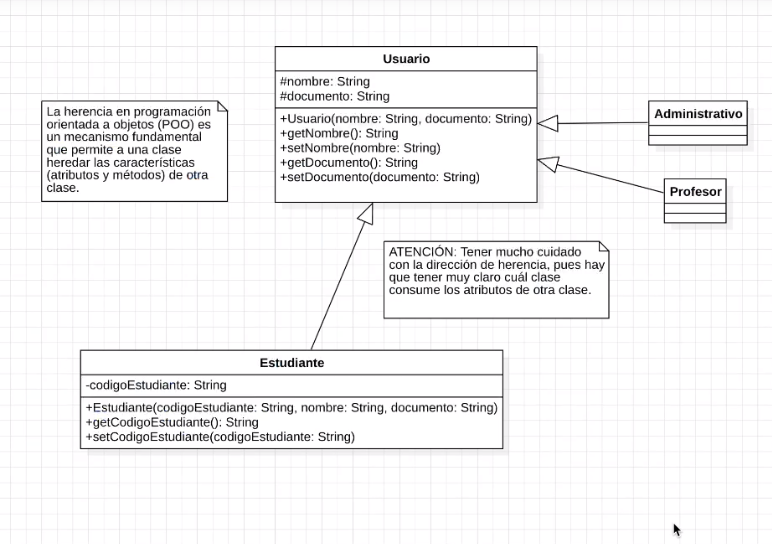 Usuario
#nombre: String
#documento: String
+Usuario(nombre: String, documento: String)
+getNombre(): String
+setNombre(nombre: String)
+getDocumento(): String
+setDocumento(documento: String)
La herencia en programación
orientada a objetos (POO) es
un mecanismo fundamental
que permite a una clase
heredar las características
(atributos y métodos) de otra
clase.
Administrativo
Profesor
ATENCIÓN: Tener mucho cuidado
con la dirección de herencia, pues hay
que tener muy claro cuál clase
consume los atributos de otra clase.
Estudiante
-codigoEstudiante: String
+Estudiante(codigoEstudiante: String, nombre: String, documento: String)
+getCodigoEstudiante(): String
+setCodigoEstudiante(codigoEstudiante: String)